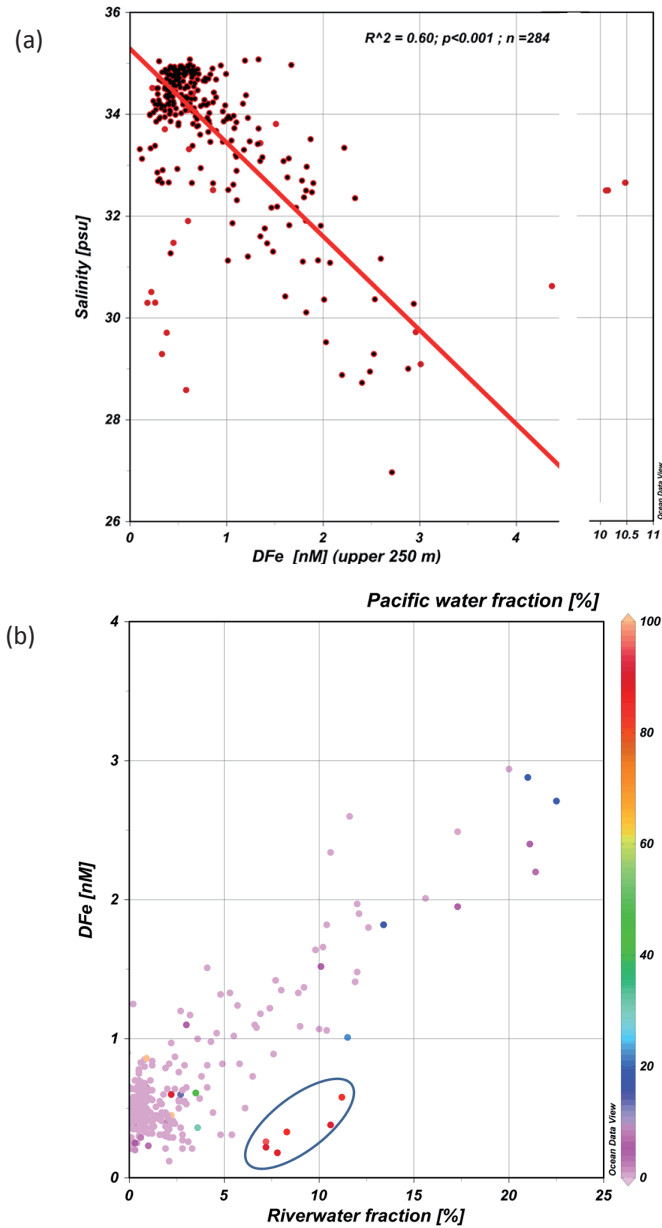 (a)
R^2 = 0.60; p<0.001 ; n =284
36
34
32
30
28
26
Salinity [psu]
0 1 2 3 4 10 10.5 11
DFe [nM] (upper 250 m)
Ocean Data View
(b)
Pacific water fraction [%]
4
3
2
1
0
DFe [nM]
0 5 10 15 20 25
Riverwater fraction [%]
100
80
60
40
20
0
Ocean Data View